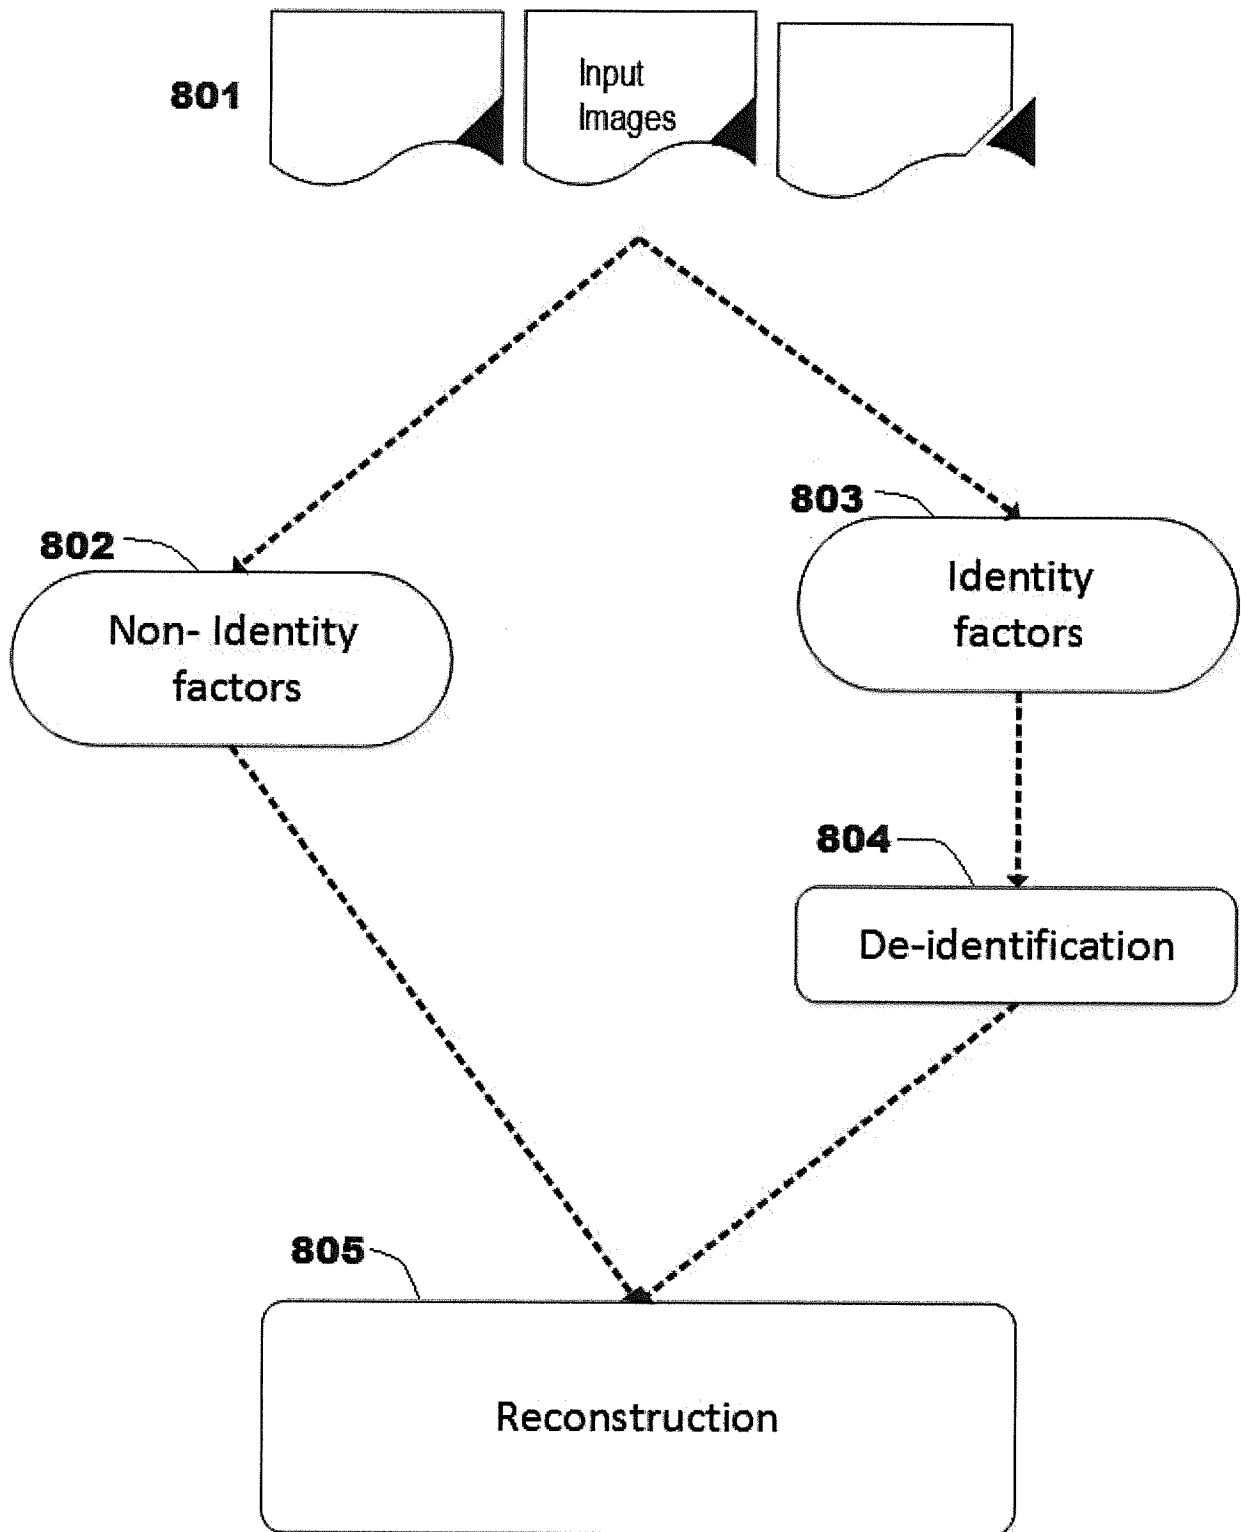 801
Input
Images
803
802
Identity
factors
Non- Identity
factors
804
De-identification
805
Reconstruction